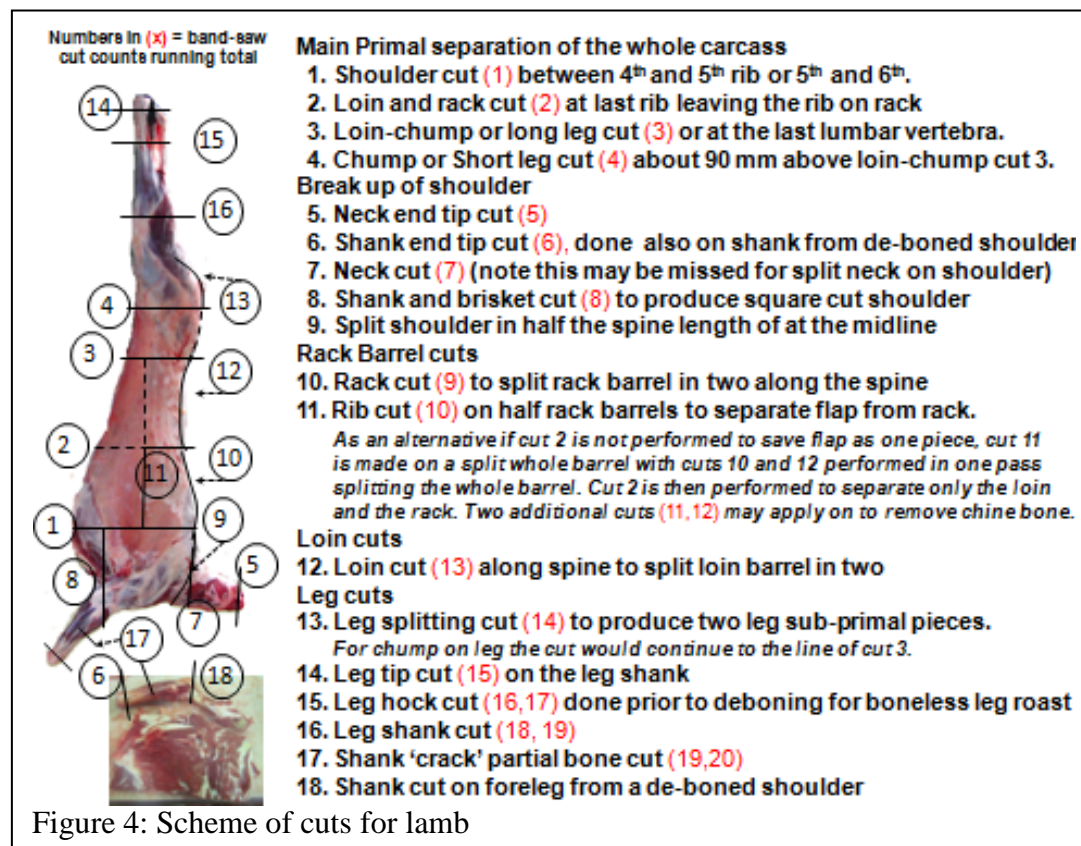 Numbers in (x) = band-saw
cut counts running total
Main Primal separation of the whole carcass
1. Shoulder cut (1) between 4th and 5th rib or 5th and 6th.
2. Loin and rack cut (2) at last rib leaving the rib on rack
3. Loin-chump or long leg cut (3) or at the last lumbar vertebra.
4. Chump or Short leg cut (4) about 90 mm above loin-chump cut 3.
Break up of shoulder
5. Neck end tip cut (5)
6. Shank end tip cut (6), done also on shank from de-boned shoulder
7. Neck cut (7) (note this may be missed for split neck on shoulder)
8. Shank and brisket cut (8) to produce square cut shoulder
9. Split shoulder in half the spine length of at the midline
Rack Barrel cuts
10. Rack cut (9) to split rack barrel in two along the spine
11. Rib cut (10) on half rack barrels to separate flap from rack.
As an alternative if cut 2 is not performed to save flap as one piece, cut 11
is made on a split whole barrel with cuts 10 and 12 performed in one pass
splitting the whole barrel. Cut 2 is then performed to separate only the loin
and the rack. Two additional cuts (11,12) may apply on to remove chine bone.
Loin cuts
12. Loin cut (13) along spine to split loin barrel in two
Leg cuts
13. Leg splitting cut (14) to produce two leg sub-primal pieces.
For chump on leg the cut would continue to the line of cut 3.
14. Leg tip cut (15) on the leg shank
15. Leg hock cut (16,17) done prior to deboning for boneless leg roast
16. Leg shank cut (18, 19)
17. Shank 'crack' partial bone cut (19,20)
18. Shank cut on foreleg from a de-boned shoulder
14
15
16
4
13
3
12
2
11
10
1
9
8
5
7
17
6
18
Figure 4: Scheme of cuts for lamb